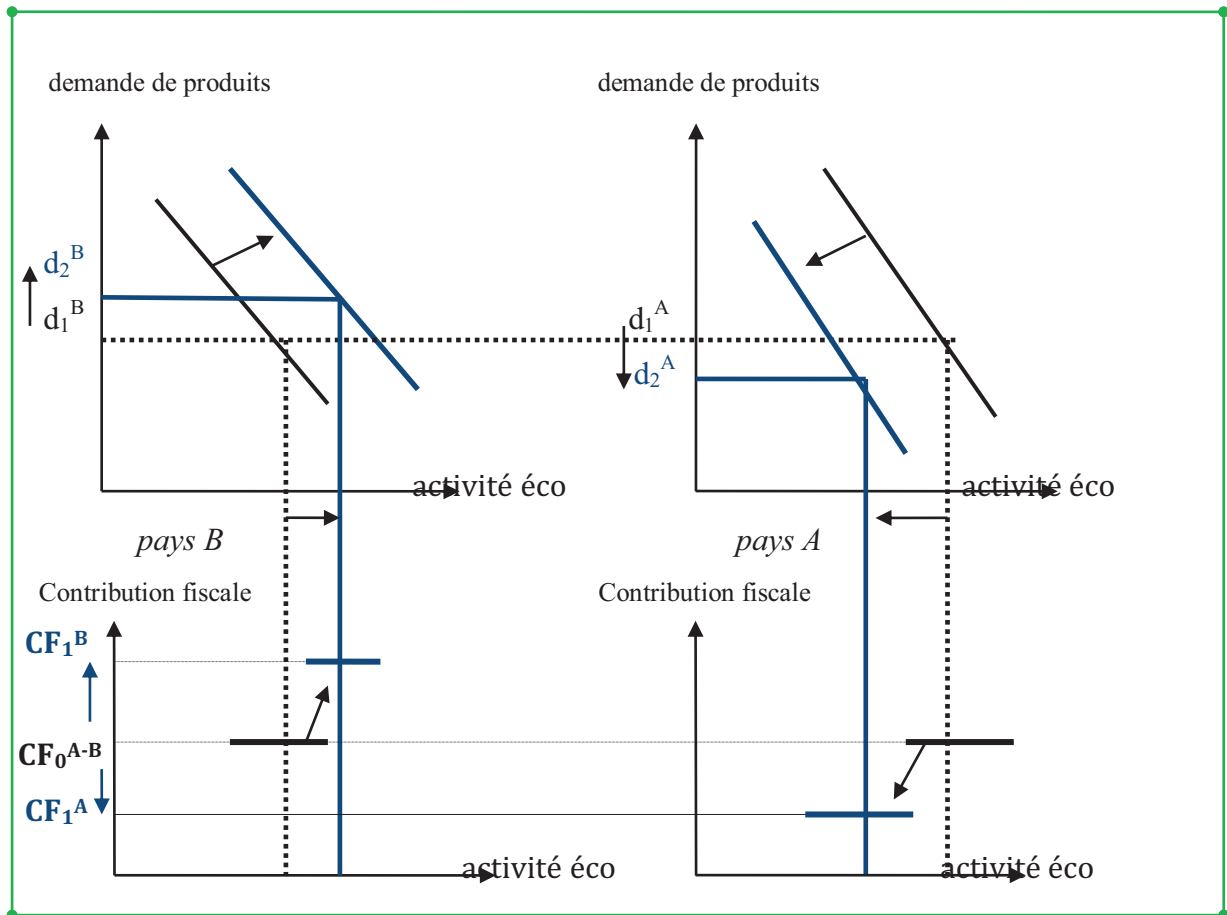 demande de produits
demande de produits
d₂ᴮ
d₁ᴮ
d₁ᴬ
d₂ᴬ
activité éco
activité éco
pays B
pays A
Contribution fiscale
Contribution fiscale
CF₁ᴮ
CF₀ᴬ⁻ᴮ
CF₁ᴬ
activité éco
activité éco